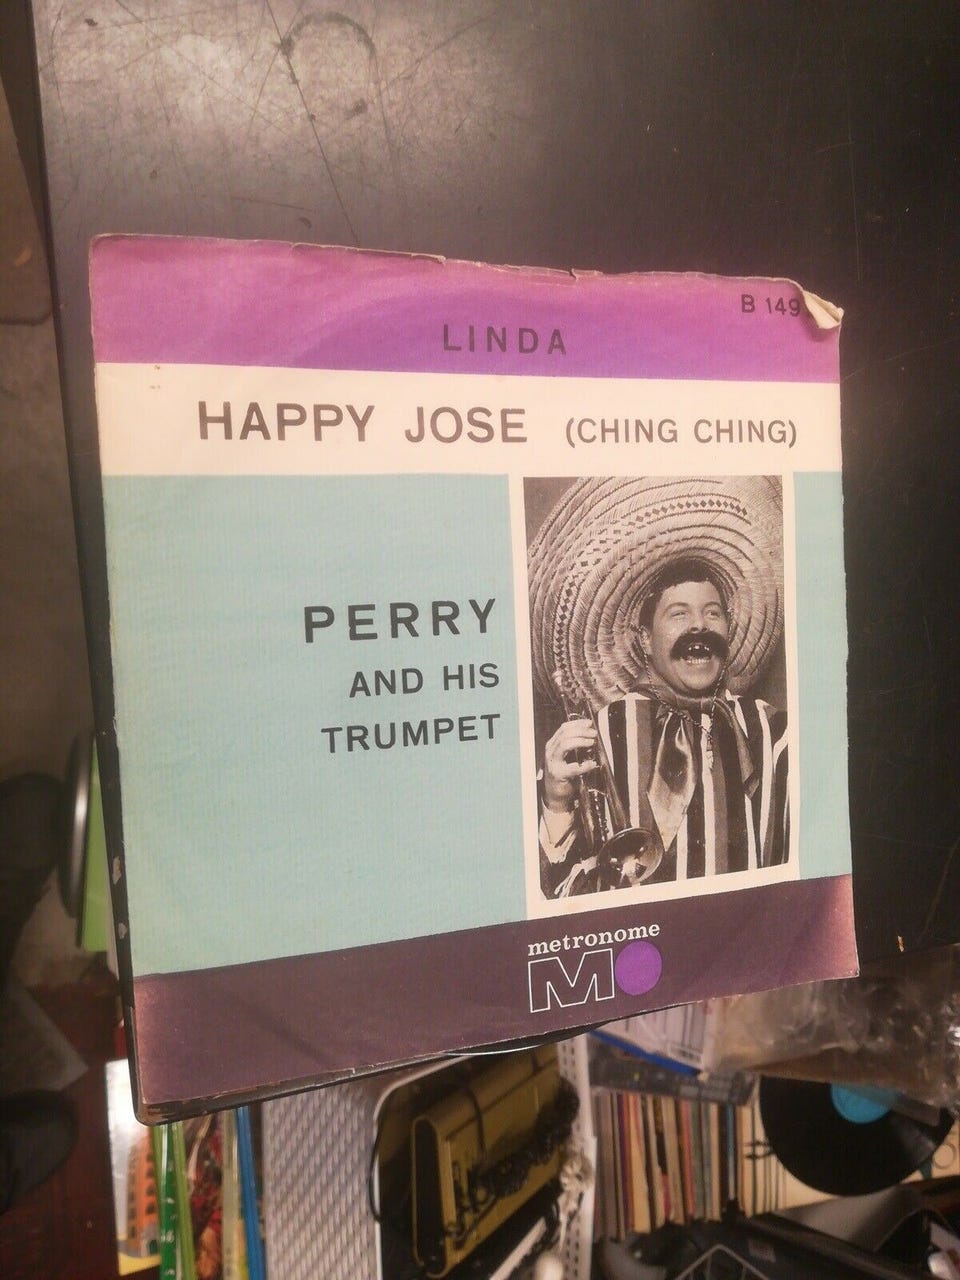 B 149
LINDA
HAPPY JOSE (CHING CHING)
PERRY
AND HIS
TRUMPET
metronome
M